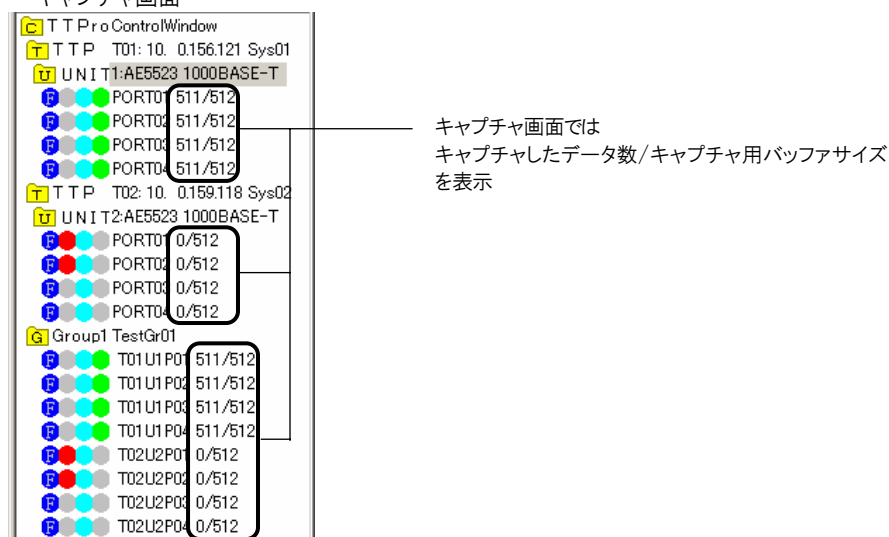 キャプチャ画面
C TTPro ControlWindow
T TTP T01: 10. 0.156.121 Sys01
U UNIT1:AE5523 1000BASE-T
F PORT01 511/512
F PORT02 511/512
F PORT03 511/512
F PORT04 511/512
T TTP T02: 10. 0.159.118 Sys02
U UNIT2:AE5523 1000BASE-T
F PORT01 0/512
F PORT02 0/512
F PORT03 0/512
F PORT04 0/512
G Group1 TestGr01
F T01U1P01 511/512
F T01U1P02 511/512
F T01U1P03 511/512
F T01U1P04 511/512
F T02U2P01 0/512
F T02U2P02 0/512
F T02U2P03 0/512
F T02U2P04 0/512
キャプチャ画面では
キャプチャしたデータ数/キャプチャ用バッファサイズ
を表示